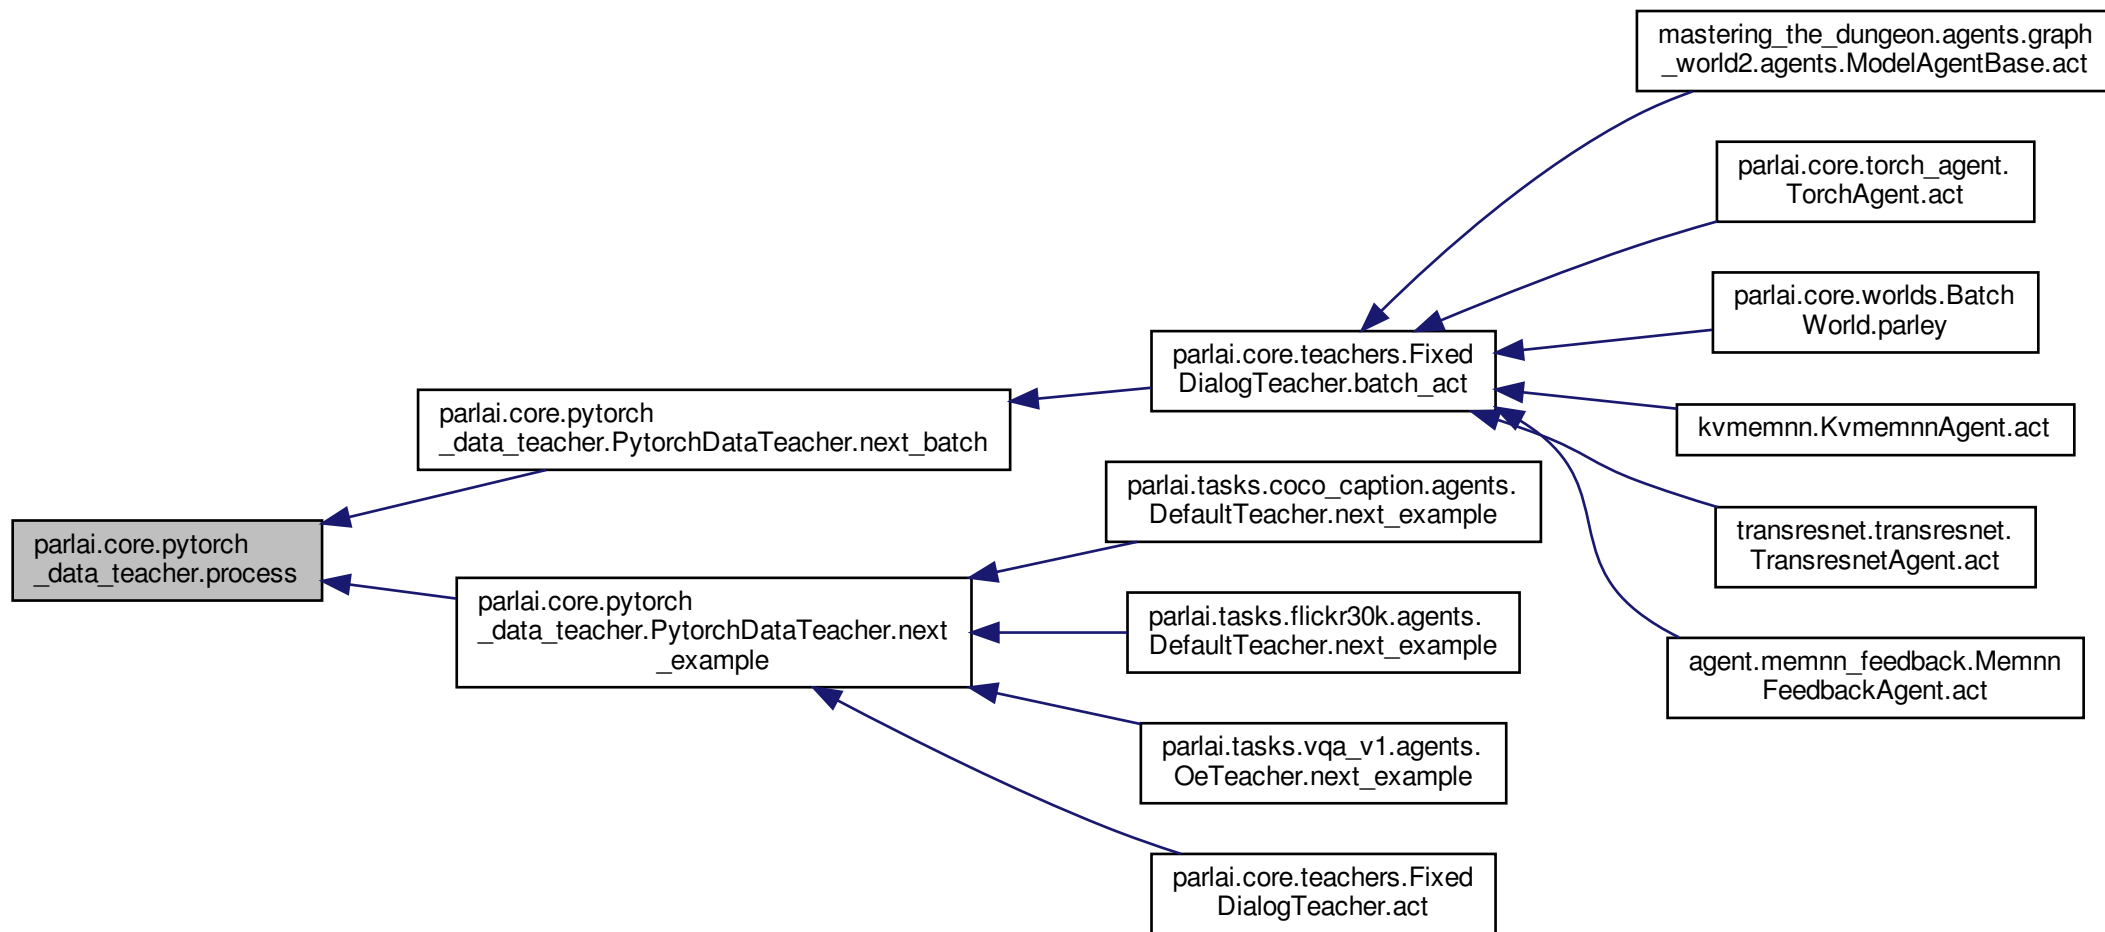 mastering_the_dungeon.agents.graph
_world2.agents.ModelAgentBase.act
parlai.core.torch_agent.
TorchAgent.act
parlai.core.worlds.Batch
World.parley
parlai.core.teachers.Fixed
DialogTeacher.batch_act
parlai.core.pytorch
_data_teacher.PytorchDataTeacher.next_batch
kvmemnn.KvmemnnAgent.act
parlai.tasks.coco_caption.agents.
DefaultTeacher.next_example
parlai.core.pytorch
_data_teacher.process
transresnet.transresnet.
TransresnetAgent.act
parlai.core.pytorch
_data_teacher.PytorchDataTeacher.next
_example
parlai.tasks.flickr30k.agents.
DefaultTeacher.next_example
agent.memnn_feedback.Memnn
FeedbackAgent.act
parlai.tasks.vqa_v1.agents.
OeTeacher.next_example
parlai.core.teachers.Fixed
DialogTeacher.act